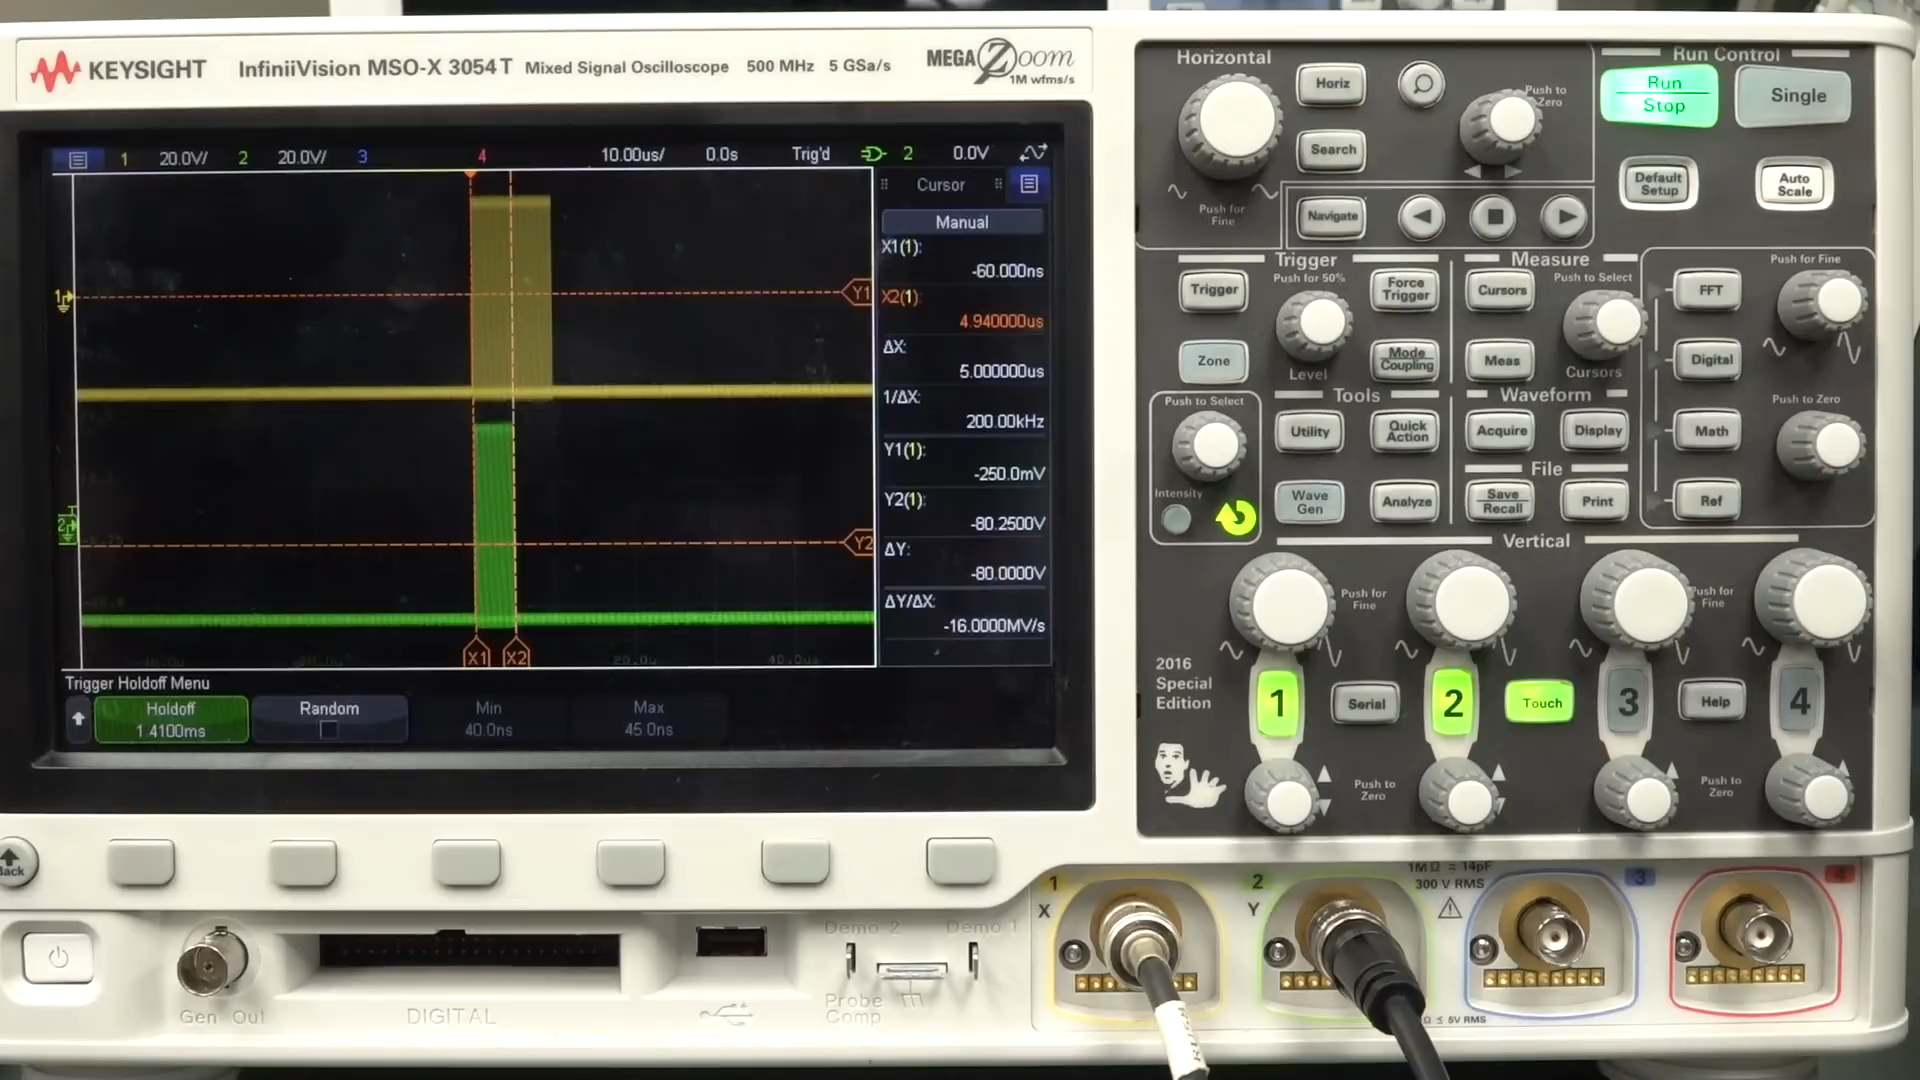 KEYSIGHT InfiniiVision MSO-X 3054T Mixed Signal Oscilloscope 500 MHz 5 GSa/s MEGA Zoom
1M wfms/s
1 20.0V/ 2 20.0V/ 3 4 10.00us/ 0.0s Trig'd 2 0.0V
Cursor
Manual
X1(1):
-60.000ns
X2(1):
4.940000us
ΔX:
5.000000us
1/ΔX:
200.00kHz
Y1(1):
-250.0mV
Y2(1):
-80.2500V
ΔY:
-80.0000V
ΔY/ΔX:
-16.0000MV/s
Y1
Y2
X1 X2
1
2
Trigger Holdoff Menu
Holdoff
1.4100ms
Random
Min
40.0ns
Max
45.0ns
Horizontal
Horiz
Push to
Zero
Search
Push for
Fine
Navigate
Run Control
Run
Stop
Single
Default
Setup
Auto
Scale
Trigger
Push for 50%
Trigger
Force
Trigger
Zone
Level
Mode
Coupling
Measure
Push to Select
Cursors
Meas
Cursors
Push for Fine
FFT
Digital
Push to Zero
Math
Ref
Push to Select
Intensity
Tools
Utility
Quick
Action
Wave
Gen
Analyze
Waveform
Acquire
Display
File
Save
Recall
Print
Vertical
Push for
Fine
Push for
Fine
2016
Special
Edition
1
Serial
2
Touch
3
Help
4
Push to
Zero
Push to
Zero
Back
Gen Out
DIGITAL
Demo 2
Demo 1
Probe
Comp
1
X
2
Y
1MΩ = 14pF
300 V RMS
3
4
Ω ≤ 5V RMS